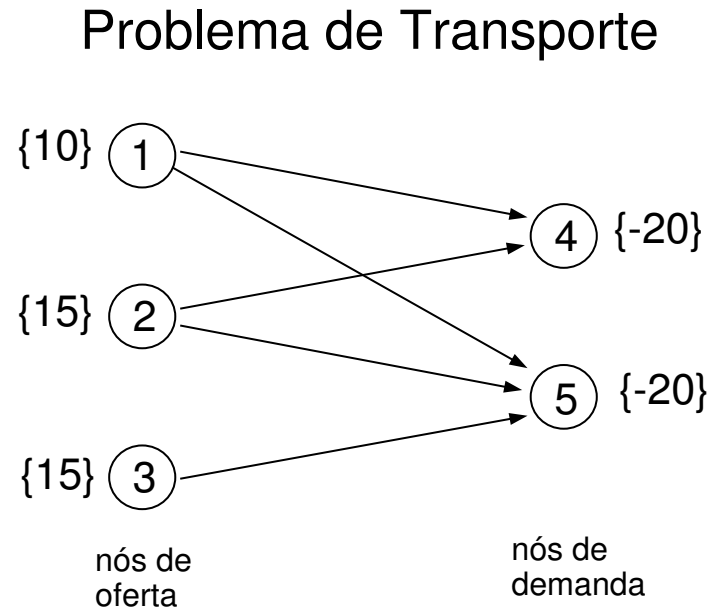 Problema de Transporte
{10} 1
4 {-20}
{15} 2
5 {-20}
{15} 3
nós de
oferta
nós de
demanda